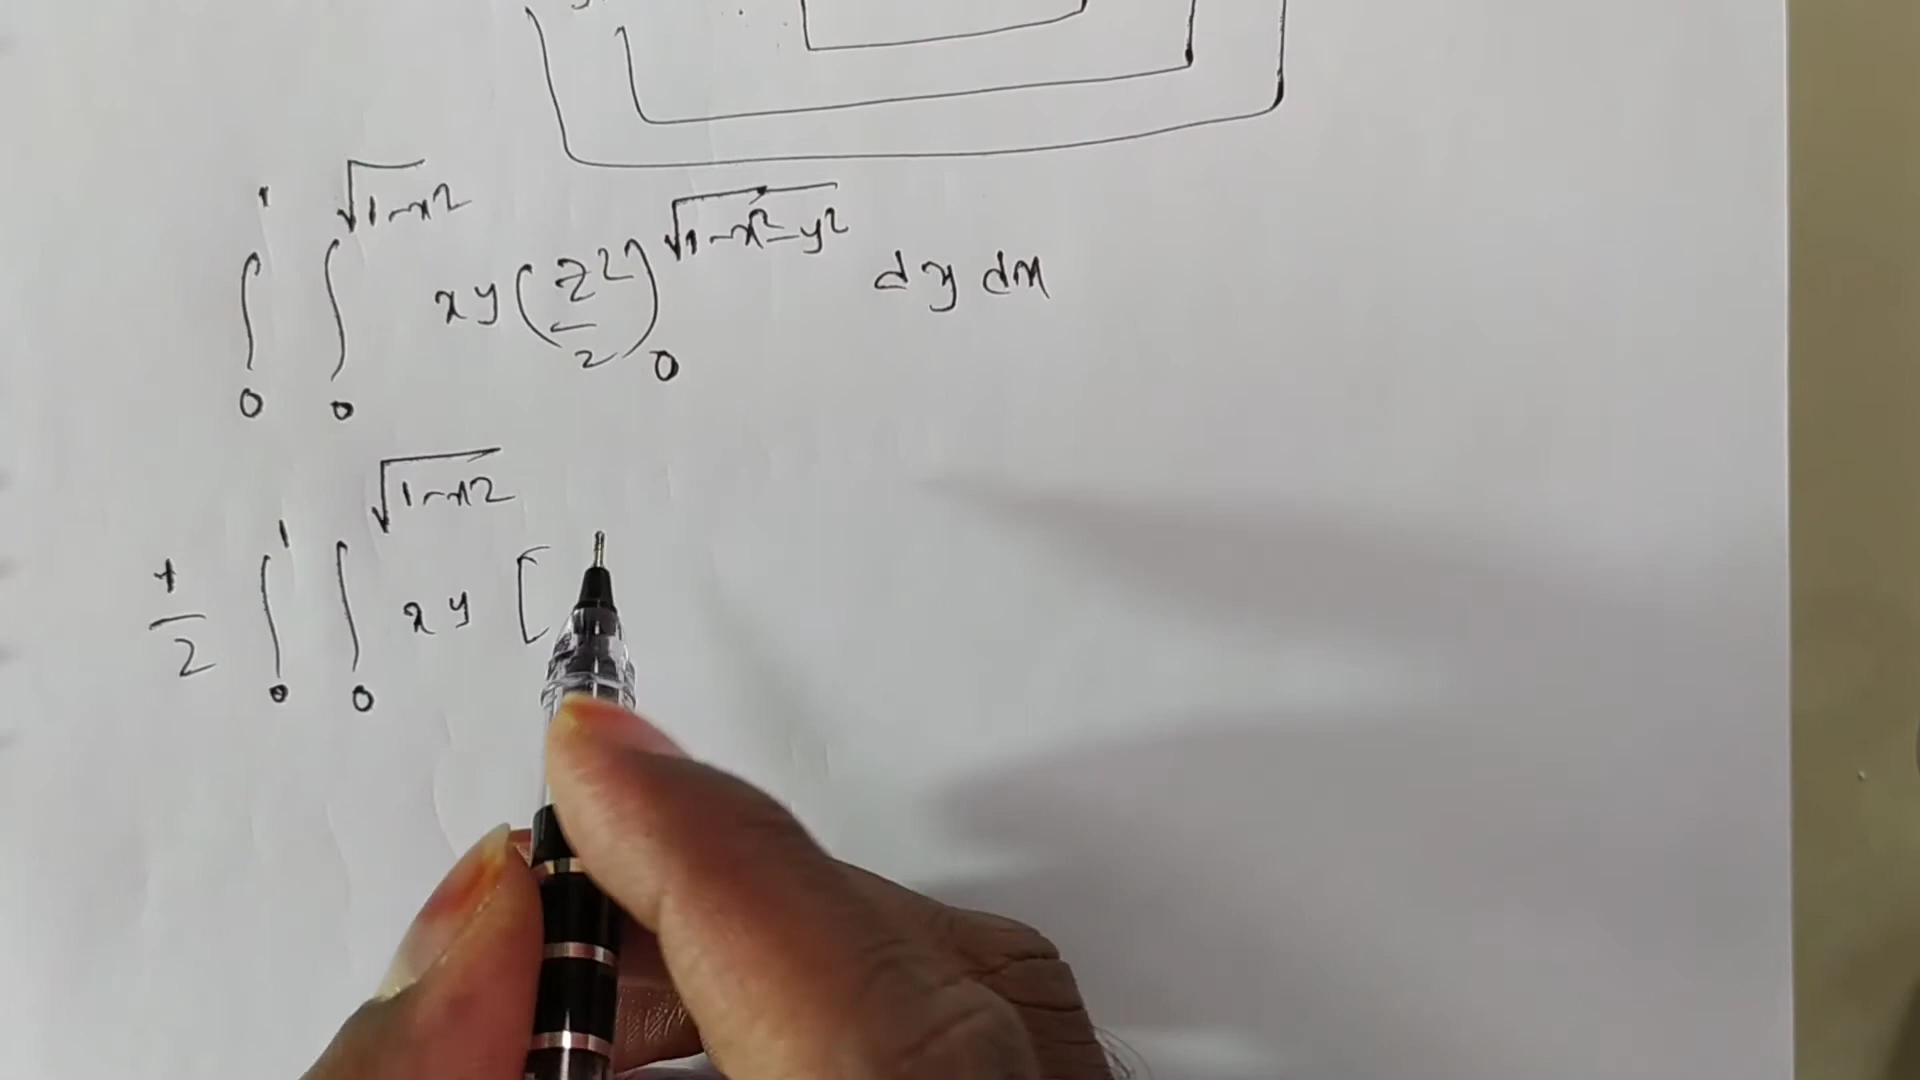 ∫₀¹ ∫₀^√(1-x²) xy (z²/2)₀^√(1-x²-y²) dy dx
1/2 ∫₀¹ ∫₀^√(1-x²) xy [